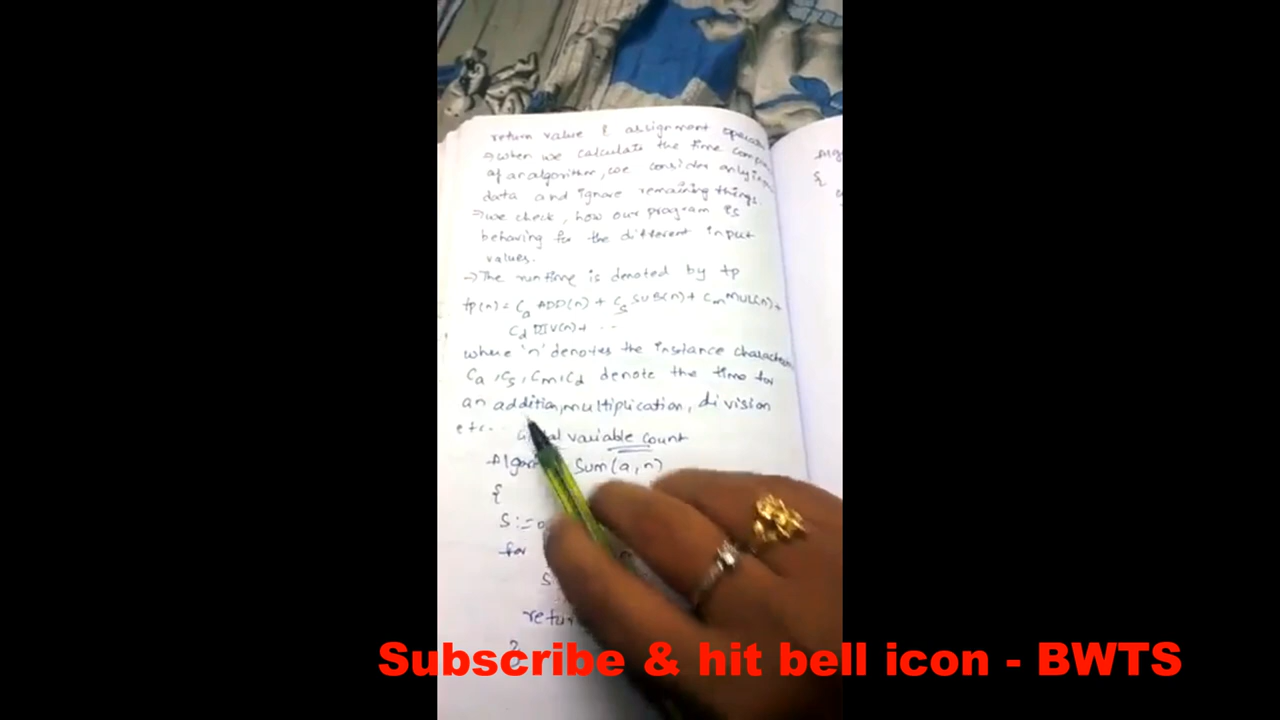 return value & assignment
⇒when we calculate the time
of an algorithm, we consider only
data and ignore remaining things.
⇒we check, how our program is
behaving for the different input
values.
→The runtime is denoted by tp
tp(n) = Ca ADD(n) + Cs SUB(n) + Cm MUL(n) +
Cd DIV(n) + ...
where 'n' denotes the instance
Ca, Cs, Cm, Cd denote the time for
an addition, multiplication, division
etc..
variable count
Sum(a, n)
{
S :=
for
S
}
Alg
{
Subscribe & hit bell icon - BWTS